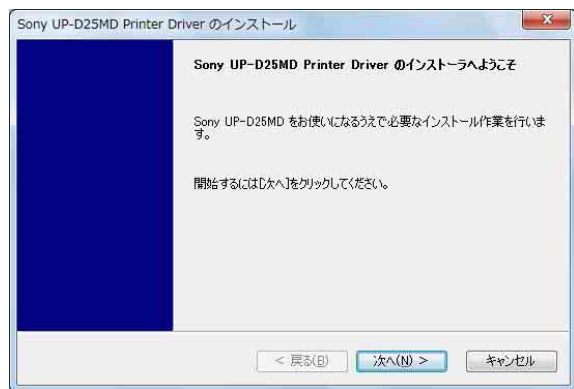 Sony UP-D25MD Printer Driver のインストール
Sony UP-D25MD Printer Driver のインストーラへようこそ
Sony UP-D25MD をお使いになるうえで必要なインストール作業を行いま
す。
開始するには[次へ]をクリックしてください。
< 戻る(B)
次へ(N) >
キャンセル